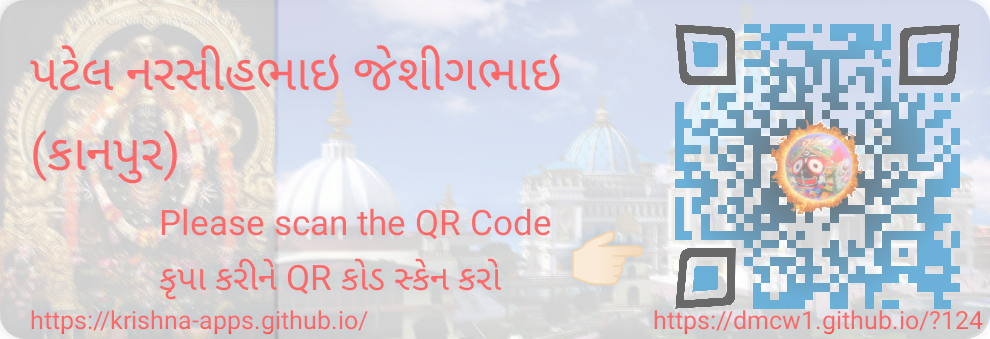 પટેલ નરસીહભાઇ જેશીગભાઇ
(કાનપુર)
Please scan the QR Code
કૃપા કરીને QR કોડ સ્કેન કરો
https://krishna-apps.github.io/
https://dmcw1.github.io/?124